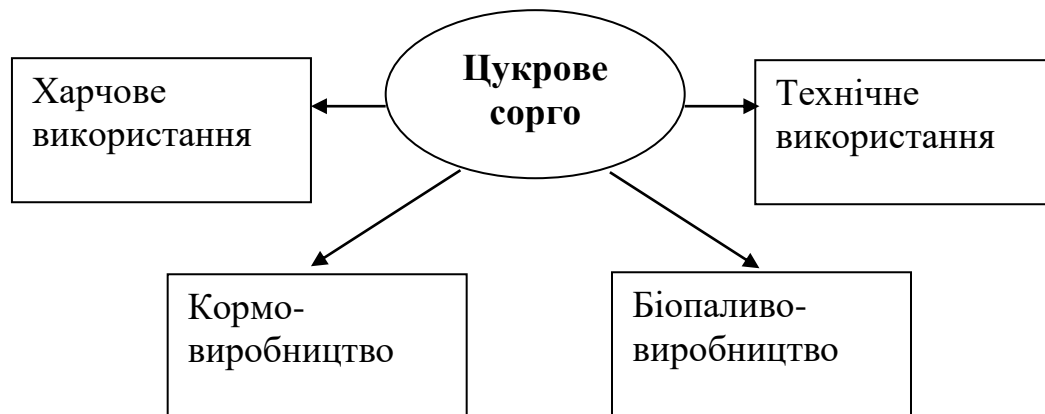 Цукрове
сорго
Харчове
використання
Технічне
використання
Кормо-
виробництво
Біопаливо-
виробництво